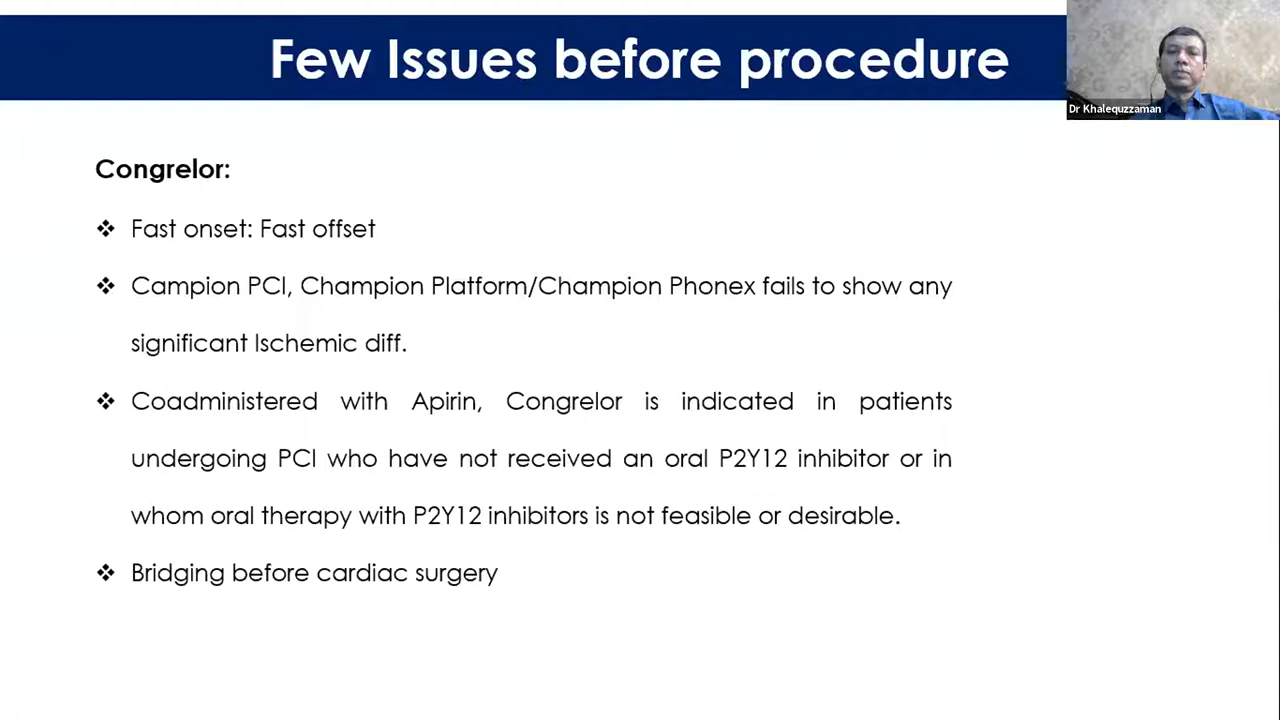 Few Issues before procedure
Dr Khalequzzaman
Congrelor:
Fast onset: Fast offset
Campion PCI, Champion Platform/Champion Phonex fails to show any
significant Ischemic diff.
Coadministered with Apirin, Congrelor is indicated in patients
undergoing PCI who have not received an oral P2Y12 inhibitor or in
whom oral therapy with P2Y12 inhibitors is not feasible or desirable.
Bridging before cardiac surgery